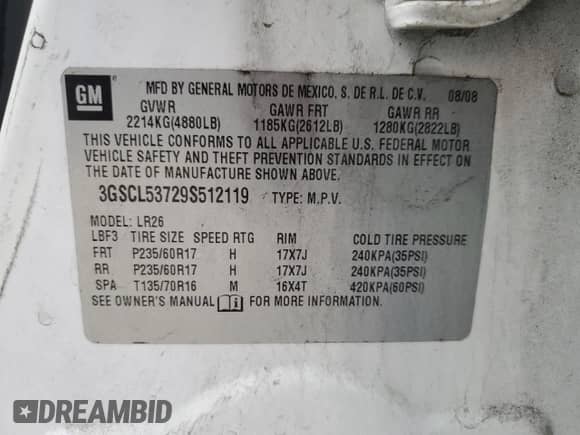 GM
MFD BY GENERAL MOTORS DE MEXICO, S. DE R.L. DE C.V. 08/08
GVWR GAWR FRT GAWR RR
2214KG(4880LB) 1185KG(2612LB) 1280KG(2822LB)
THIS VEHICLE CONFORMS TO ALL APPLICABLE U.S. FEDERAL MOTOR
VEHICLE SAFETY AND THEFT PREVENTION STANDARDS IN EFFECT ON
THE DATE OF MANUFACTURE SHOWN ABOVE.
3GSCL53729S512119 TYPE: M.P.V.
MODEL: LR26
LBF3 TIRE SIZE SPEED RTG RIM COLD TIRE PRESSURE
FRT P235/60R17 H 17X7J 240KPA(35PSI)
RR P235/60R17 H 17X7J 240KPA(35PSI)
SPA T135/70R16 M 16X4T 420KPA(60PSI)
SEE OWNER'S MANUAL FOR MORE INFORMATION.
DREAMBID